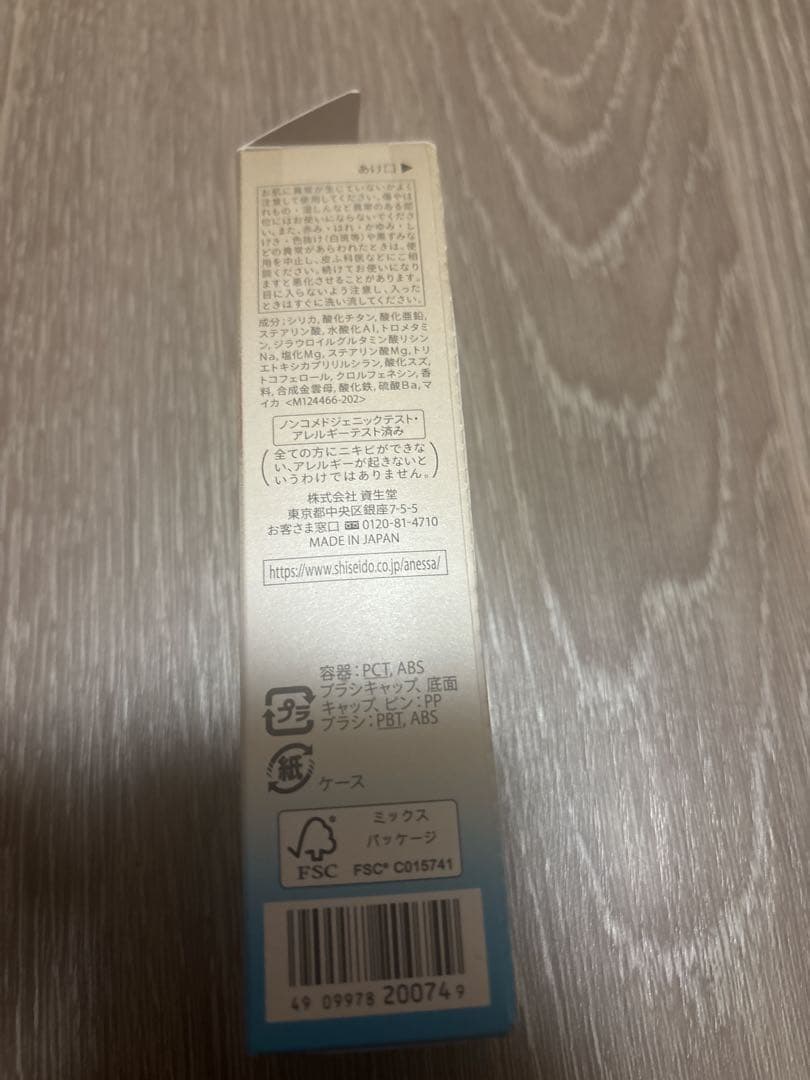 あけ口▶
お肌に異常が生じていないかよく
注意して使用してください。傷やは
れもの・湿しんなど異常のある部
位にはお使いにならないでくださ
い。また、赤み・はれ・かゆみ・し
げき・色抜け(白斑等)や黒ずみな
どの異常があらわれたときは、使
用を中止し、皮ふ科医などにご相
談ください。続けてお使いになり
ますと悪化させることがあります。
目に入らないよう注意し、入った
ときはすぐに洗い流してください。
成分:シリカ, 酸化チタン, 酸化亜鉛,
ステアリン酸, 水酸化Al, トロメタミ
ン, ジラウロイルグルタミン酸リシン
Na, 塩化Mg, ステアリン酸Mg, トリ
エトキシカプリリルシラン, 酸化スズ,
トコフェロール, クロルフェネシン, 香
料, 合成金雲母, 酸化鉄, 硫酸Ba, マ
イカ <M124466-202>
ノンコメドジェニックテスト・
アレルギーテスト済み
(全ての方にニキビができな
い、アレルギーが起きないと
いうわけではありません。)
株式会社 資生堂
東京都中央区銀座7-5-5
お客さま窓口 0120-81-4710
MADE IN JAPAN
https://www.shiseido.co.jp/anessa/
容器:PCT, ABS
ブラシキャップ、底面
キャップ、ピン:PP
ブラシ:PBT, ABS
プラ
紙 ケース
ミックス
パッケージ
FSC FSC® C015741
4909978 200749